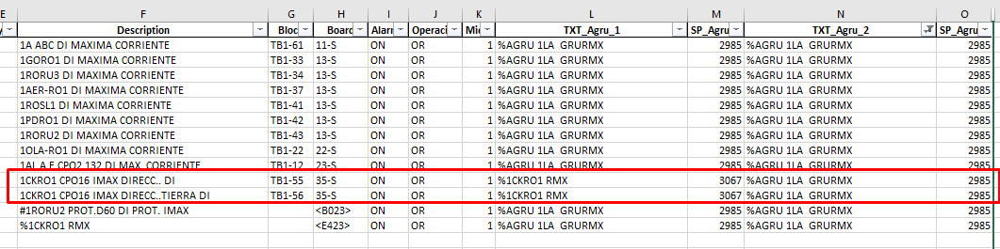 E F G H I J K L M N O
y Description Bloc Board Alarm Operaci Mic TXT_Agru_1 SP_Agru TXT_Agru_2 SP_Agru
1A ABC DI MAXIMA CORRIENTE TB1-61 11-S ON OR 1 %AGRU 1LA GRURMX 2985 %AGRU 1LA GRURMX 2985
1GORO1 DI MAXIMA CORRIENTE TB1-33 13-S ON OR 1 %AGRU 1LA GRURMX 2985 %AGRU 1LA GRURMX 2985
1RORU3 DI MAXIMA CORRIENTE TB1-34 13-S ON OR 1 %AGRU 1LA GRURMX 2985 %AGRU 1LA GRURMX 2985
1AER-RO1 DI MAXIMA CORRIENTE TB1-37 13-S ON OR 1 %AGRU 1LA GRURMX 2985 %AGRU 1LA GRURMX 2985
1ROSL1 DI MAXIMA CORRIENTE TB1-41 13-S ON OR 1 %AGRU 1LA GRURMX 2985 %AGRU 1LA GRURMX 2985
1PDRO1 DI MAXIMA CORRIENTE TB1-42 13-S ON OR 1 %AGRU 1LA GRURMX 2985 %AGRU 1LA GRURMX 2985
1RORU2 DI MAXIMA CORRIENTE TB1-43 13-S ON OR 1 %AGRU 1LA GRURMX 2985 %AGRU 1LA GRURMX 2985
1OLA-RO1 DI MAXIMA CORRIENTE TB1-22 22-S ON OR 1 %AGRU 1LA GRURMX 2985 %AGRU 1LA GRURMX 2985
1ALA E CPO2 132 DI MAX. CORRIENTE TB1-12 23-S ON OR 1 %AGRU 1LA GRURMX 2985 %AGRU 1LA GRURMX 2985
1CKRO1 CPO16 IMAX DIRECC.. DI TB1-55 35-S ON OR 1 %1CKRO1 RMX 3067 %AGRU 1LA GRURMX 2985
1CKRO1 CPO16 IMAX DIRECC..TIERRA DI TB1-56 35-S ON OR 1 %1CKRO1 RMX 3067 %AGRU 1LA GRURMX 2985
#1RORU2 PROT.D60 DI PROT. IMAX <B023> ON OR 1 %AGRU 1LA GRURMX 2985 %AGRU 1LA GRURMX 2985
%1CKRO1 RMX <E423> ON OR 1 %AGRU 1LA GRURMX 2985 %AGRU 1LA GRURMX 2985